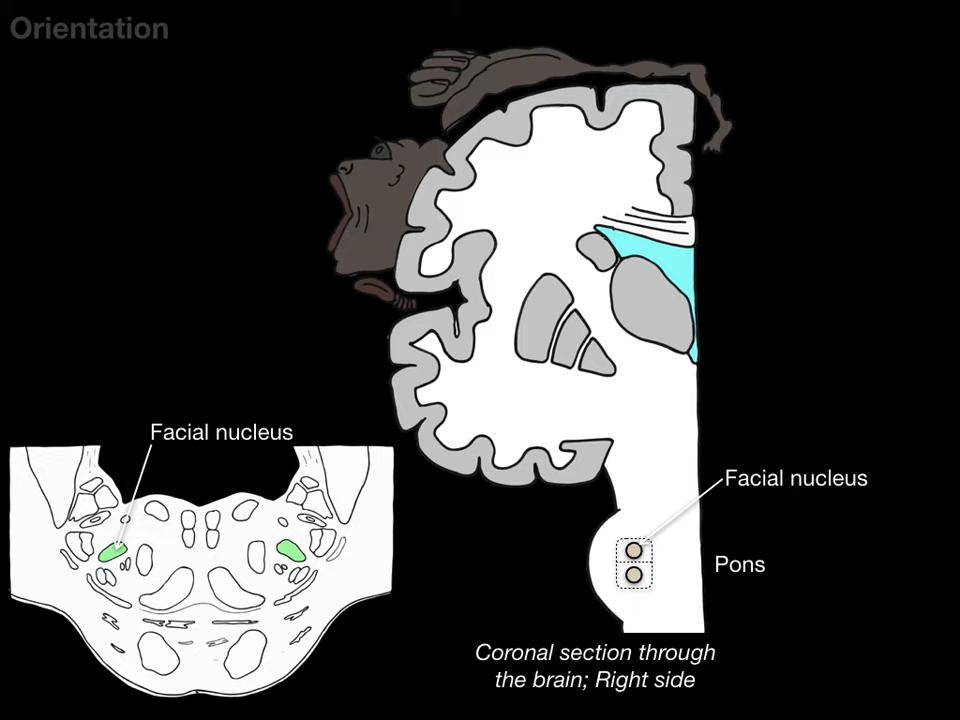 Orientation
Facial nucleus
Facial nucleus
Pons
Coronal section through
the brain; Right side